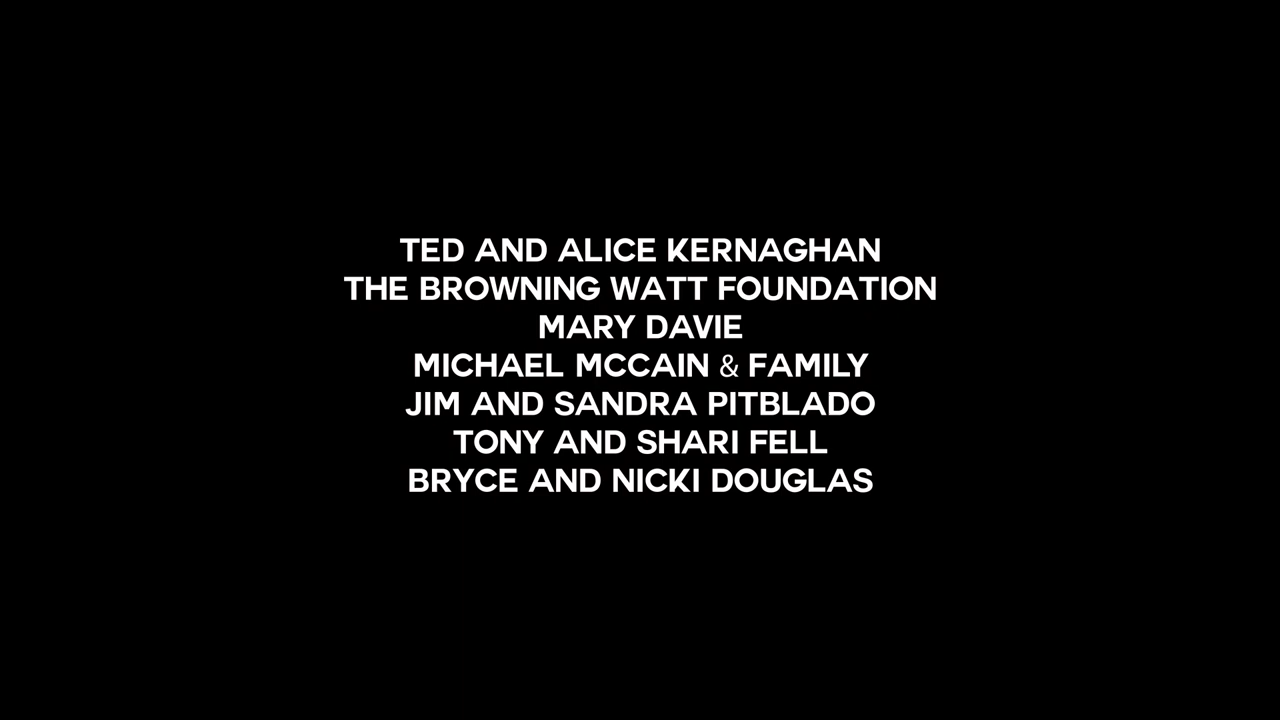 TED AND ALICE KERNAGHAN
THE BROWNING WATT FOUNDATION
MARY DAVIE
MICHAEL MCCAIN & FAMILY
JIM AND SANDRA PITBLADO
TONY AND SHARI FELL
BRYCE AND NICKI DOUGLAS